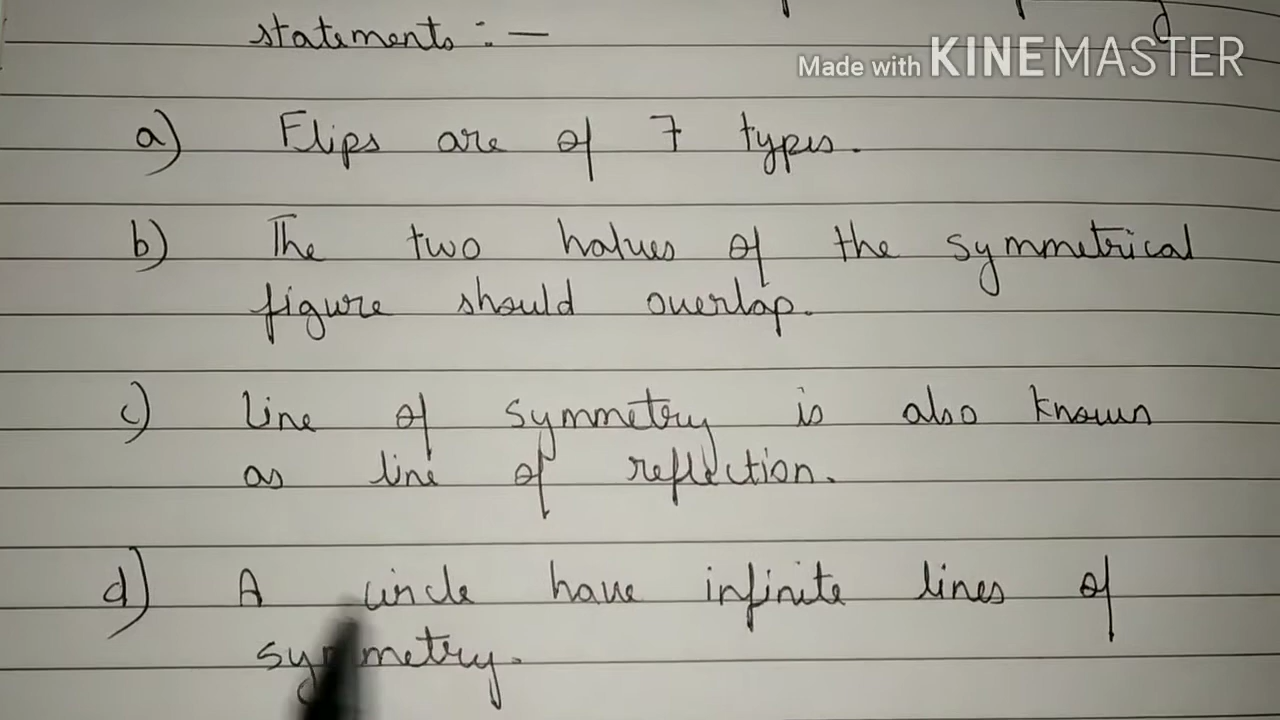 statements :-
Made with KINEMASTER
a) Flips are of 7 types.
b) The two halves of the symmetrical
figure should overlap.
c) Line of symmetry is also known
as line of reflection.
d) A circle have infinite lines of
symmetry.